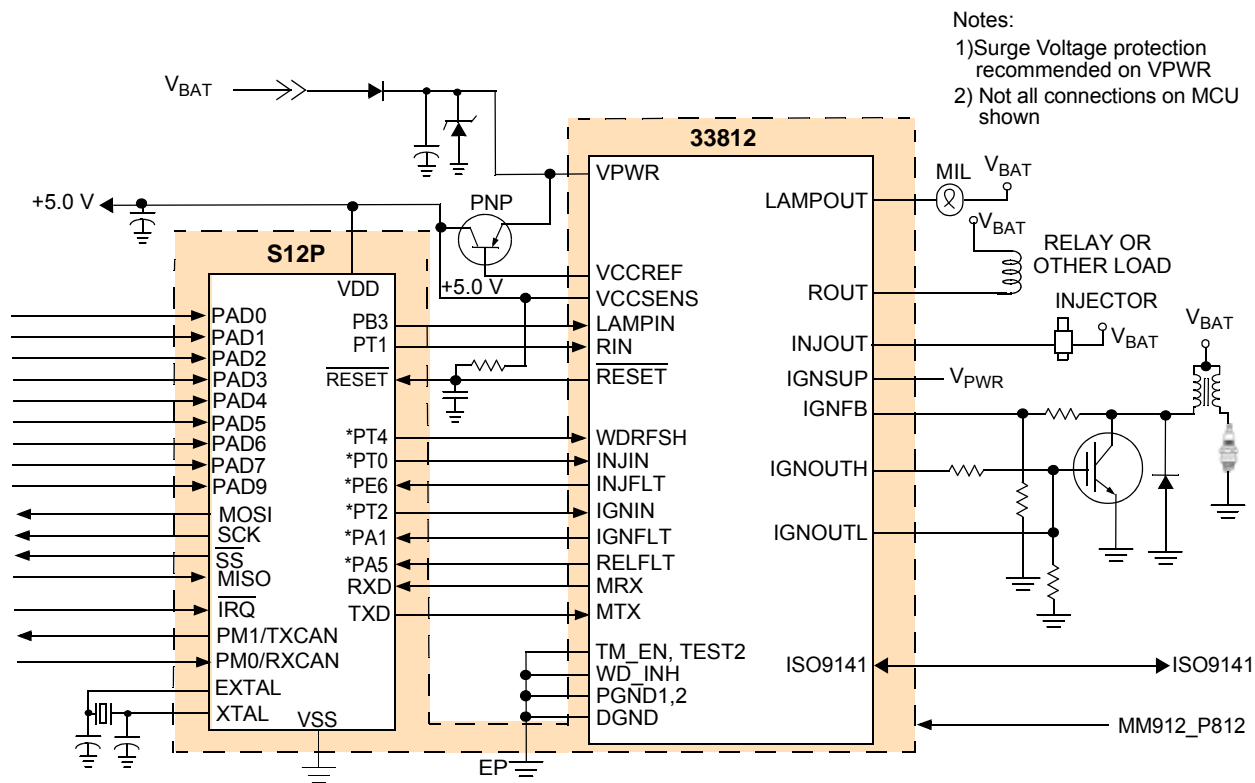 Notes:
1)Surge Voltage protection
recommended on VPWR
2) Not all connections on MCU
shown
VBAT
33812
VPWR
LAMPOUT
MIL
VBAT
+5.0 V
PNP
VBAT
RELAY OR
OTHER LOAD
S12P
VDD
+5.0 V
VCCREF
VCCSENS
ROUT
INJECTOR
VBAT
PAD0
PAD1
PAD2
PAD3
PAD4
PAD5
PAD6
PAD7
PAD9
MOSI
SCK
SS
MISO
IRQ
PM1/TXCAN
PM0/RXCAN
EXTAL
XTAL
VSS
PB3
PT1
RESET
*PT4
*PT0
*PE6
*PT2
*PA1
*PA5
RXD
TXD
LAMPIN
RIN
RESET
WDRFSH
INJIN
INJFLT
IGNIN
IGNFLT
RELFLT
MRX
MTX
TM_EN, TEST2
WD_INH
PGND1,2
DGND
EP
INJOUT
VBAT
IGNSUP
VPWR
IGNFB
IGNOUTH
IGNOUTL
ISO9141
ISO9141
MM912_P812